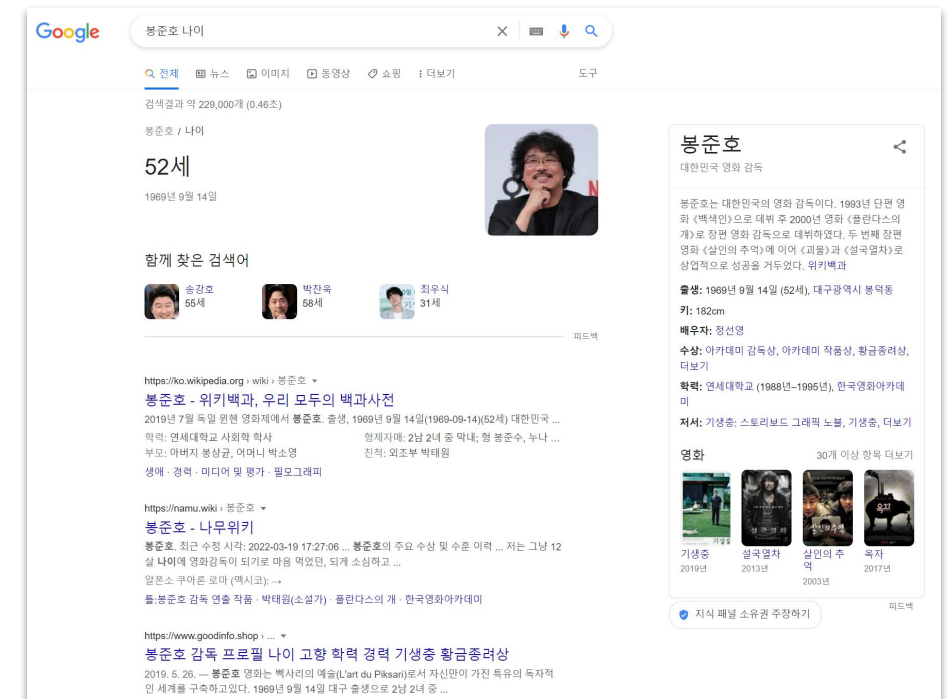 Google
봉준호 나이
전체 뉴스 이미지 동영상 쇼핑 더보기 도구
검색결과 약 229,000개 (0.46초)
봉준호 / 나이
52세
1969년 9월 14일
함께 찾은 검색어
송강호
55세
박찬욱
58세
최우식
31세
피드백
https://ko.wikipedia.org › wiki › 봉준호
봉준호 - 위키백과, 우리 모두의 백과사전
2019년 7월 독일 뮌헨 영화제에서 봉준호. 출생, 1969년 9월 14일(1969-09-14)(52세) 대한민국 ...
학력: 연세대학교 사회학 학사
형제자매: 2남 2녀 중 막내; 형 봉준수, 누나 ...
부모: 아버지 봉상균, 어머니 박소영
친척: 외조부 박태원
생애 · 경력 · 미디어 및 평가 · 필모그래피
https://namu.wiki › 봉준호
봉준호 - 나무위키
봉준호. 최근 수정 시각: 2022-03-19 17:27:06 ... 봉준호의 주요 수상 및 수훈 이력 ... 저는 그냥 12
살 나이에 영화감독이 되기로 마음 먹었던, 되게 소심하고 ...
알폰소 쿠아론 로마 (멕시코): →
틀:봉준호 감독 연출 작품 · 박태원(소설가) · 플란다스의 개 · 한국영화아카데미
https://www.goodinfo.shop › ...
봉준호 감독 프로필 나이 고향 학력 경력 기생충 황금종려상
2019. 5. 26. — 봉준호 영화는 삑사리의 예술(L'art du Piksari)로서 자신만이 가진 특유의 독자적
인 세계를 구축하고있다. 1969년 9월 14일 대구 출생으로 2남 2녀 중 ...
봉준호
대한민국 영화 감독
봉준호는 대한민국의 영화 감독이다. 1993년 단편 영
화 《백색인》으로 데뷔 후 2000년 영화 《플란다스의
개》로 장편 영화 감독으로 데뷔하였다. 두 번째 장편
영화 《살인의 추억》에 이어 《괴물》과 《설국열차》로
상업적으로 성공을 거두었다. 위키백과
출생: 1969년 9월 14일 (52세), 대구광역시 봉덕동
키: 182cm
배우자: 정선영
수상: 아카데미 감독상, 아카데미 작품상, 황금종려상,
더보기
학력: 연세대학교 (1988년–1995년), 한국영화아카데
미
저서: 기생충: 스토리보드 그래픽 노블, 기생충, 더보기
영화
30개 이상 항목 더보기
기생충
설국열차
살인의추억
옥자
기생충
2019년
설국열차
2013년
살인의 추
억
2003년
옥자
2017년
피드백
지식 패널 소유권 주장하기